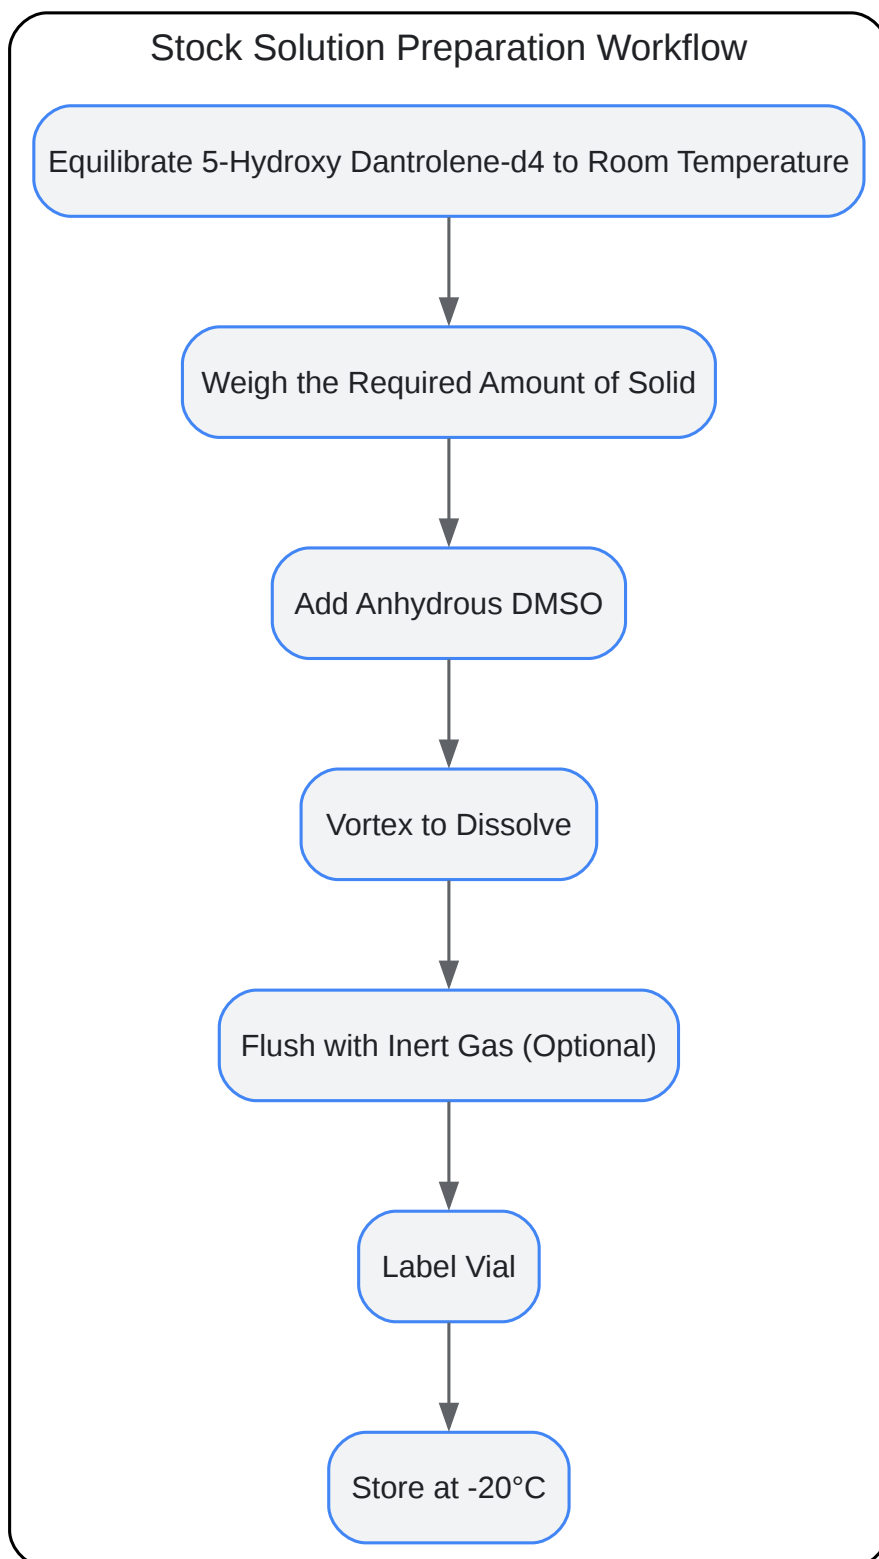 Stock Solution Preparation Workflow
Equilibrate 5-Hydroxy Dantrolene-d4 to Room Temperature
Weigh the Required Amount of Solid
Add Anhydrous DMSO
Vortex to Dissolve
Flush with Inert Gas (Optional)
Label Vial
Store at -20°C